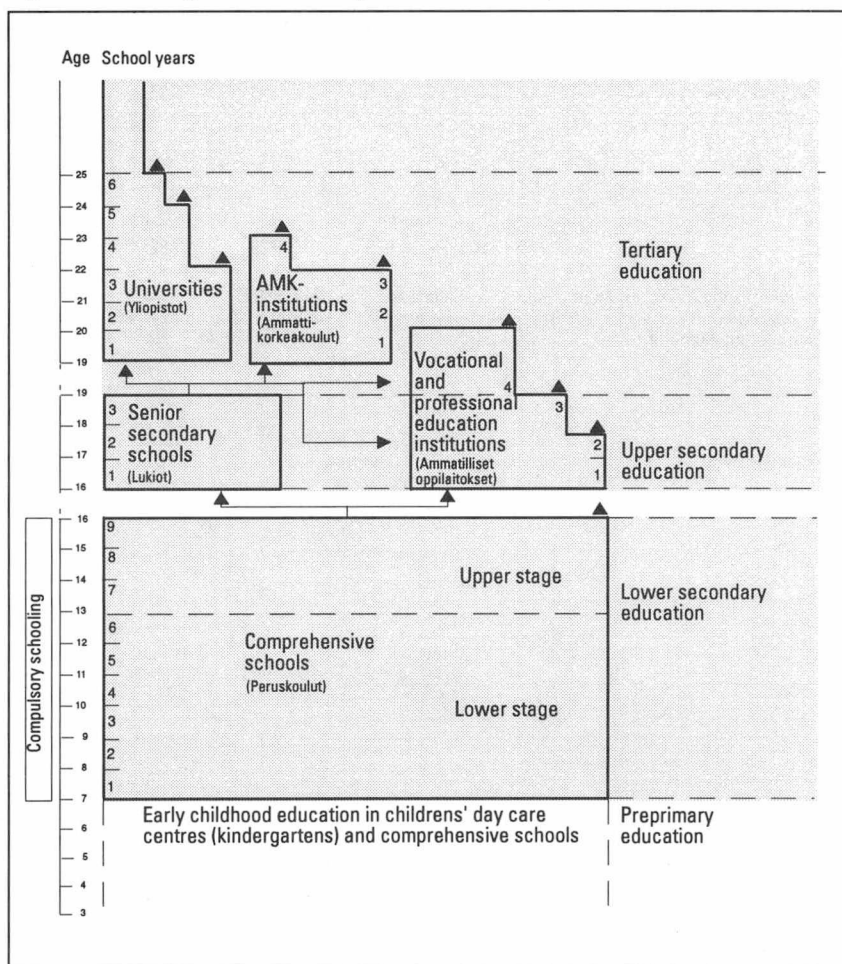 Age School years
25
24
23
22
21
20
19
19
18
17
16
16
15
14
13
12
11
10
9
8
7
6
5
4
3
Compulsory schooling
6
5
4
3
2
1
Universities
(Yliopistot)
4
3
2
1
AMK-
institutions
(Ammatti-
korkeakoulut)
Tertiary
education
3
2
1
Senior
secondary
schools
(Lukiot)
Vocational
and
professional
education
institutions
(Ammatilliset
oppilaitokset)
4
3
2
1
Upper secondary
education
9
8
7
6
5
4
3
2
1
Upper stage
Comprehensive
schools
(Peruskoulut)
Lower stage
Lower secondary
education
Early childhood education in childrens' day care
centres (kindergartens) and comprehensive schools
Preprimary
education